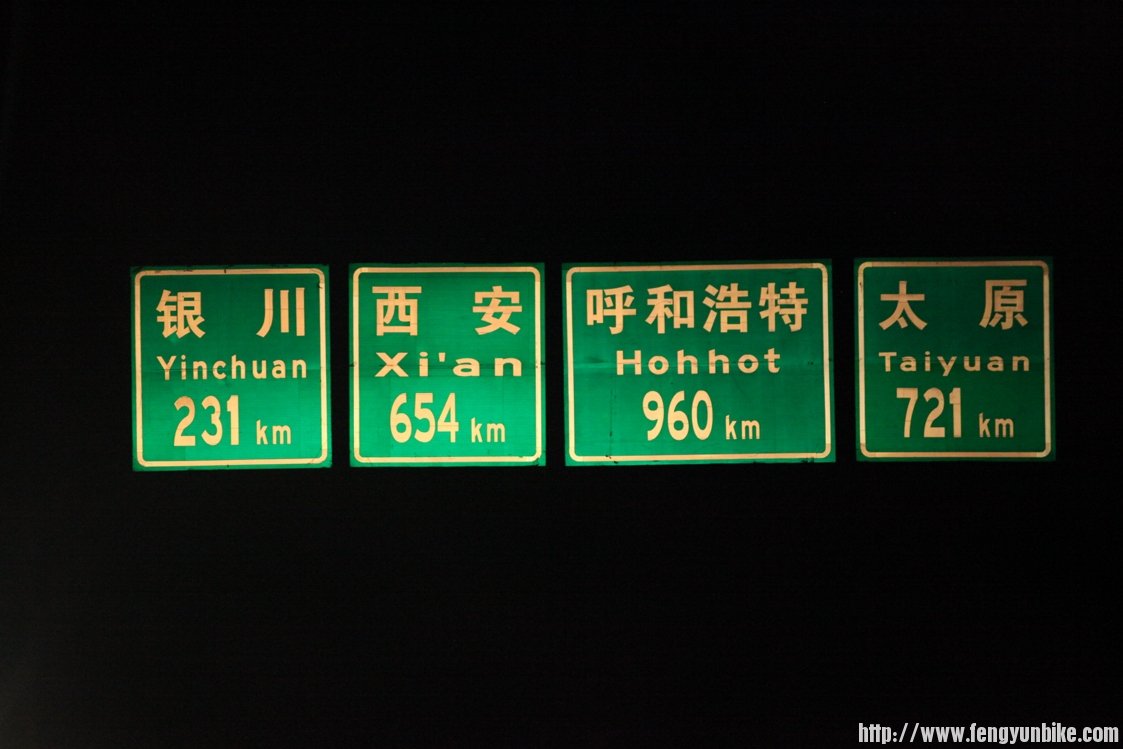 银川
Yinchuan
231 km
西安
Xi'an
654 km
呼和浩特
Hohhot
960 km
太原
Taiyuan
721 km
http://www.fengyunbike.com